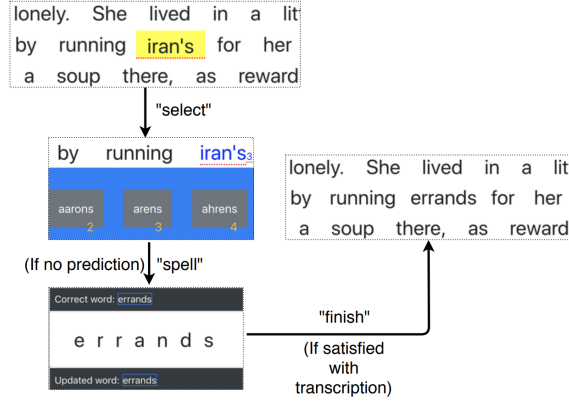 lonely. She lived in a lit
by running iran's for her
a soup there, as reward
"select"
by running iran's3
aarons arens ahrens
2 3 4
(If no prediction) "spell"
Correct word: errands
e r r a n d s
Updated word: errands
"finish"
(If satisfied
with
transcription)
lonely. She lived in a lit
by running errands for her
a soup there, as reward